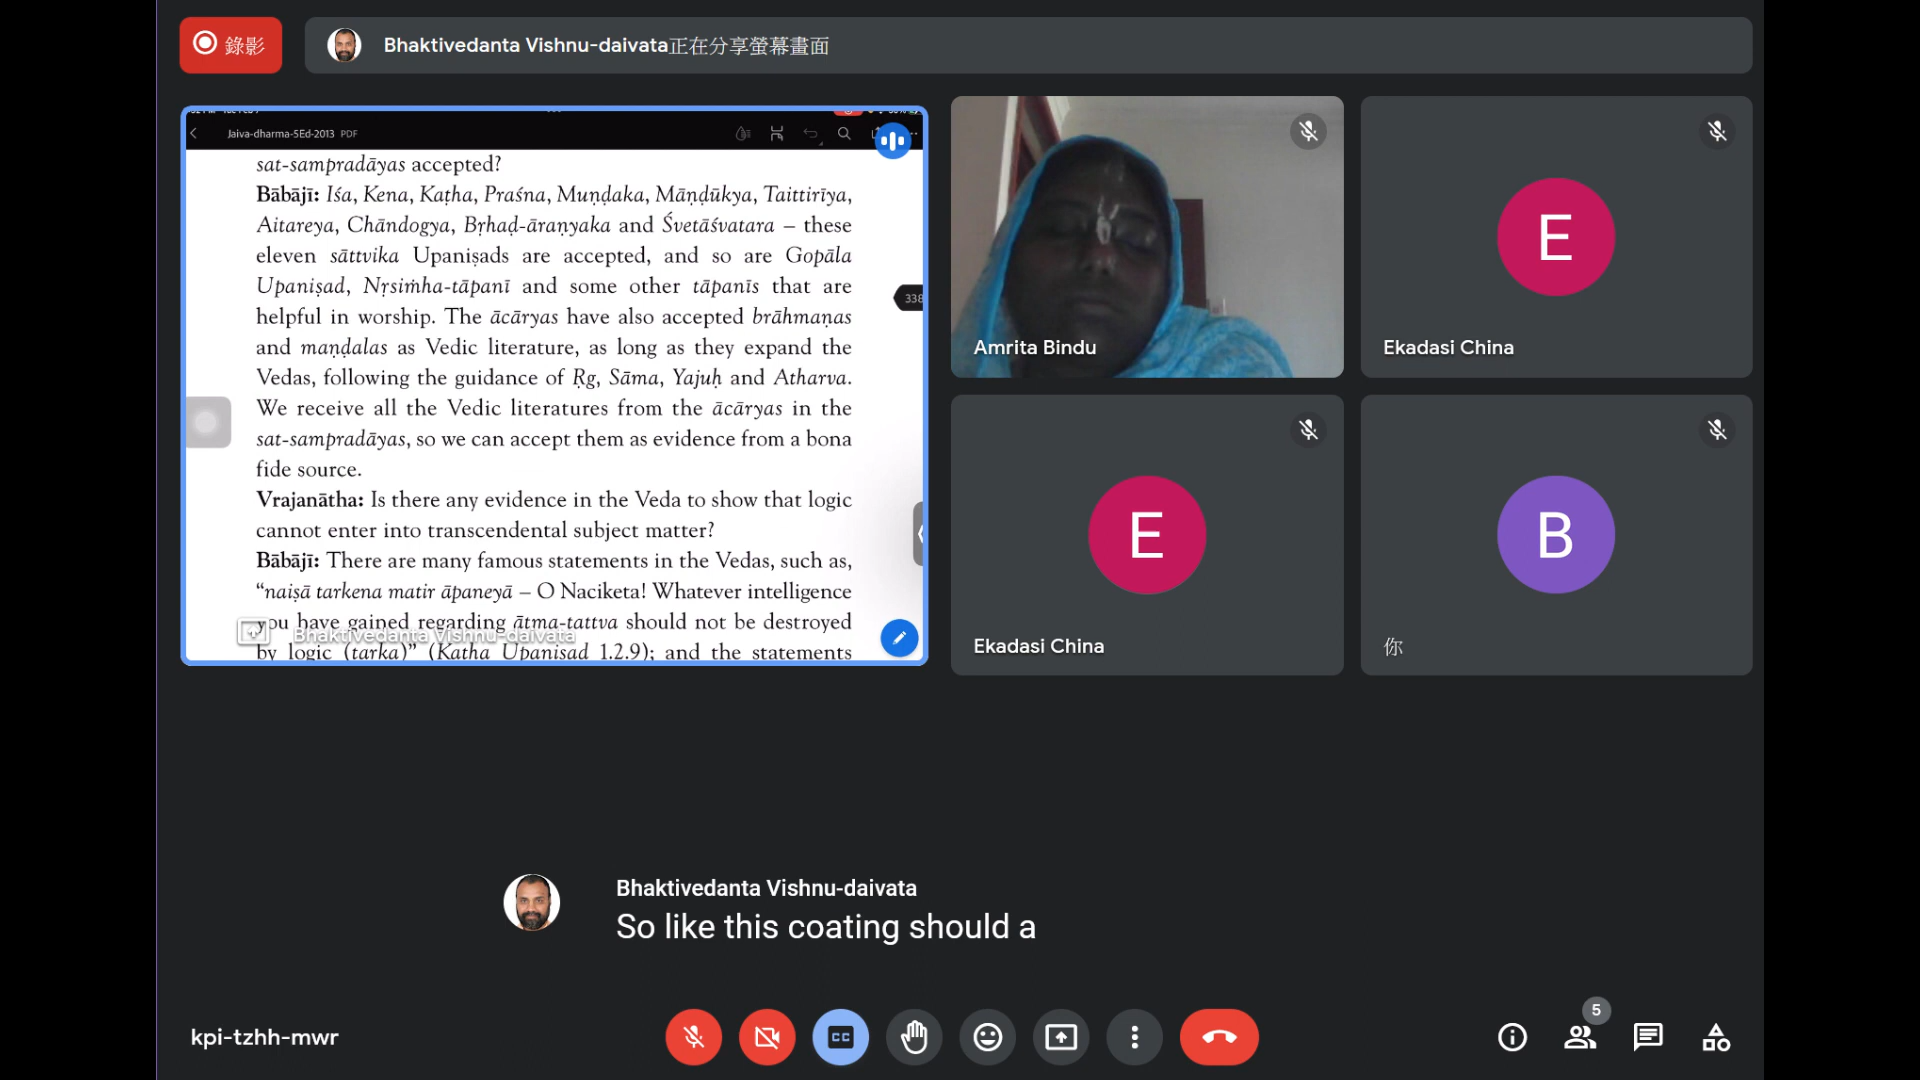 錄影
Bhaktivedanta Vishnu-daivata正在分享螢幕畫面
Jaiva-dharma-5Ed-2013 PDF
sat-sampradāyas accepted?
Bābājī: Īśa, Kena, Kaṭha, Praśna, Muṇḍaka, Māṇḍūkya, Taittirīya,
Aitareya, Chāndogya, Bṛhad-āraṇyaka and Śvetāśvatara – these
eleven sāttvika Upaniṣads are accepted, and so are Gopāla
Upaniṣad, Nṛsiṁha-tāpanī and some other tāpanīs that are
helpful in worship. The ācāryas have also accepted brāhmaṇas
and maṇḍalas as Vedic literature, as long as they expand the
Vedas, following the guidance of Ṛg, Sāma, Yajuḥ and Atharva.
We receive all the Vedic literatures from the ācāryas in the
sat-sampradāyas, so we can accept them as evidence from a bona
fide source.
Vrajanātha: Is there any evidence in the Veda to show that logic
cannot enter into transcendental subject matter?
Bābājī: There are many famous statements in the Vedas, such as,
“naiṣā tarkena matir āpaneyā – O Naciketa! Whatever intelligence
you have gained regarding ātma-tattva should not be destroyed
by logic (tarka)” (Kaṭha Upaniṣad 1.2.9); and the statements
338
Bhaktivedanta Vishnu-daivata
Amrita Bindu
E
Ekadasi China
E
Ekadasi China
B
你
Bhaktivedanta Vishnu-daivata
So like this coating should a
kpi-tzhh-mwr
CC
5